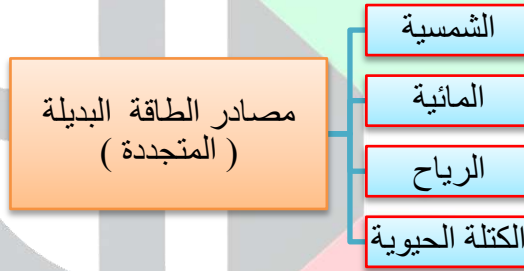 مصادر الطاقة البديلة
( المتجددة )
الشمسية
المائية
الرياح
الكتلة الحيوية